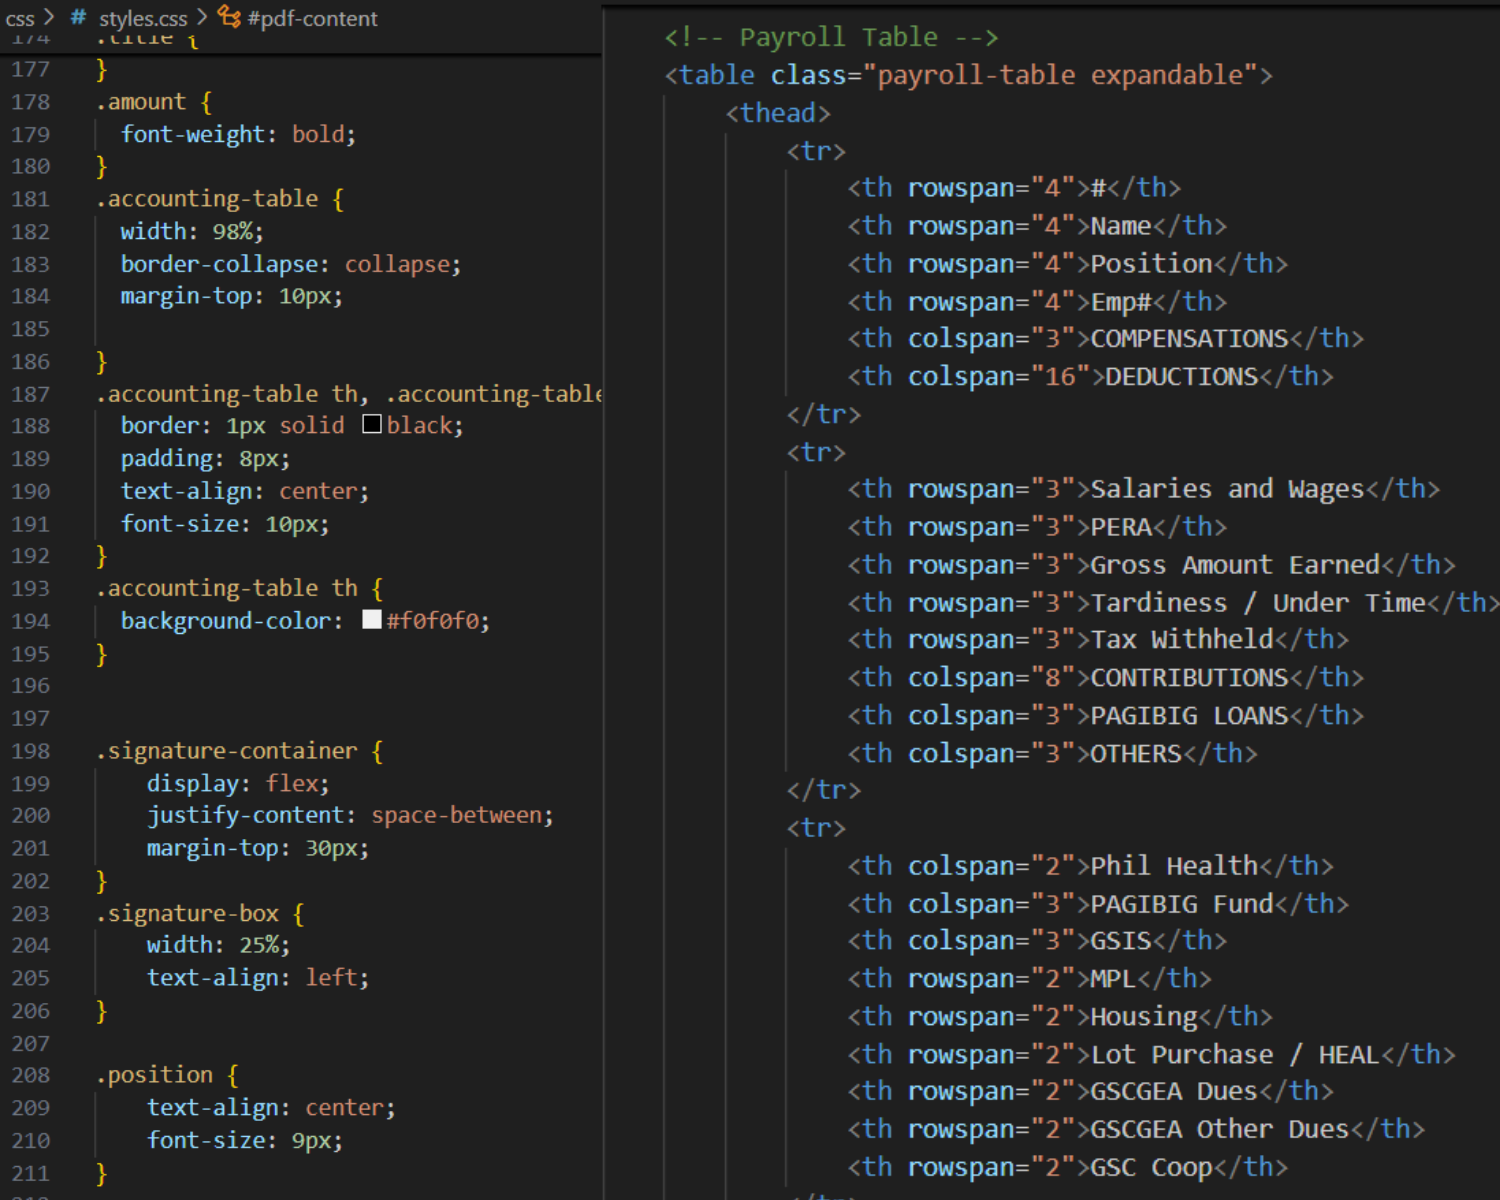 css > # styles.css > #pdf-content
174 .title {
177 }
178 .amount {
179 font-weight: bold;
180 }
181 .accounting-table {
182 width: 98%;
183 border-collapse: collapse;
184 margin-top: 10px;
185
186 }
187 .accounting-table th, .accounting-table
188 border: 1px solid black;
189 padding: 8px;
190 text-align: center;
191 font-size: 10px;
192 }
193 .accounting-table th {
194 background-color: #f0f0f0;
195 }
196
197
198 .signature-container {
199 display: flex;
200 justify-content: space-between;
201 margin-top: 30px;
202 }
203 .signature-box {
204 width: 25%;
205 text-align: left;
206 }
207
208 .position {
209 text-align: center;
210 font-size: 9px;
211 }
<!-- Payroll Table -->
<table class="payroll-table expandable">
<thead>
<tr>
<th rowspan="4">#</th>
<th rowspan="4">Name</th>
<th rowspan="4">Position</th>
<th rowspan="4">Emp#</th>
<th colspan="3">COMPENSATIONS</th>
<th colspan="16">DEDUCTIONS</th>
</tr>
<tr>
<th rowspan="3">Salaries and Wages</th>
<th rowspan="3">PERA</th>
<th rowspan="3">Gross Amount Earned</th>
<th rowspan="3">Tardiness / Under Time</th>
<th rowspan="3">Tax Withheld</th>
<th colspan="8">CONTRIBUTIONS</th>
<th colspan="3">PAGIBIG LOANS</th>
<th colspan="3">OTHERS</th>
</tr>
<tr>
<th colspan="2">Phil Health</th>
<th colspan="3">PAGIBIG Fund</th>
<th colspan="3">GSIS</th>
<th rowspan="2">MPL</th>
<th rowspan="2">Housing</th>
<th rowspan="2">Lot Purchase / HEAL</th>
<th rowspan="2">GSCGEA Dues</th>
<th rowspan="2">GSCGEA Other Dues</th>
<th rowspan="2">GSC Coop</th>